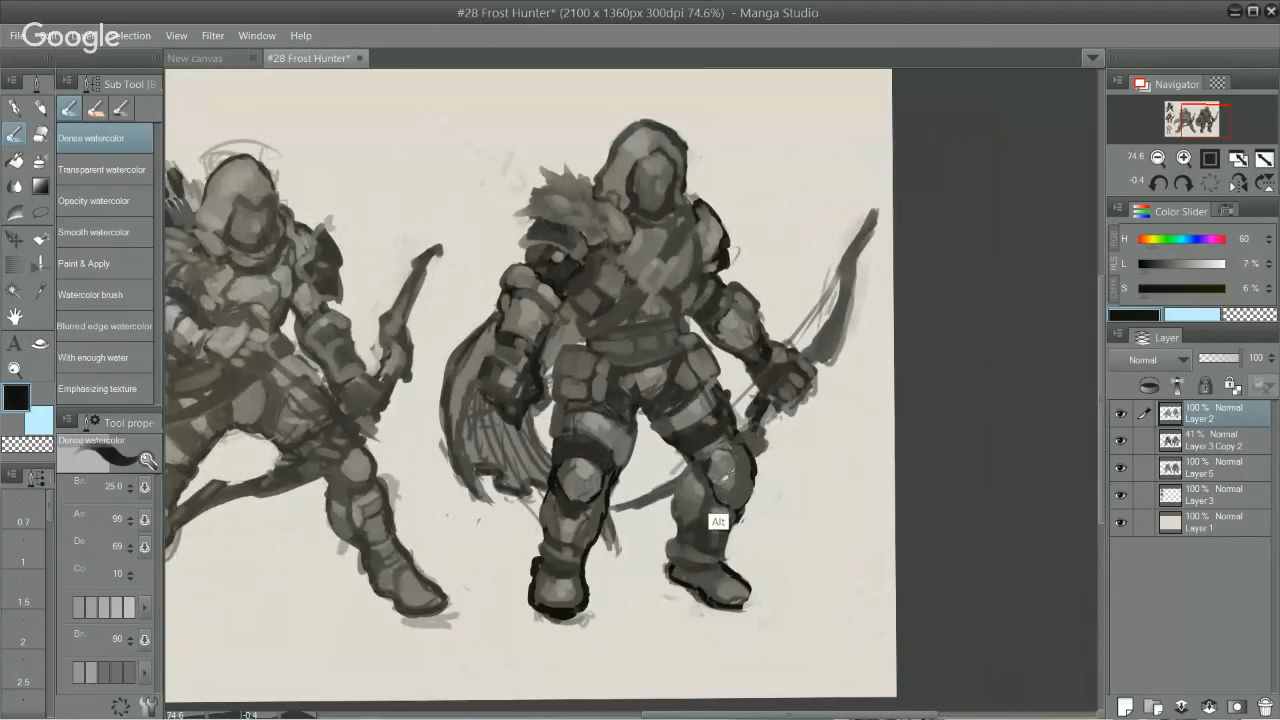 #28 Frost Hunter* (2100 x 1360px 300dpi 74.6%) - Manga Studio
Google
View Filter Window Help
New canvas
#28 Frost Hunter*
Sub Tool [B
Dense watercolor
Transparent watercolor
Opacity watercolor
Smooth watercolor
Paint & Apply
Watercolor brush
Blurred edge watercolor
With enough water
Emphasizing texture
Tool proper
Dense watercolor
25.0
99
69
10
90
0.7
1
1.5
2
2.5
Alt
74.6
-0.4
Navigator
74.6
-0.4
Color Slider
H 60
L 7 %
S 6 %
Layer
Normal 100
100 % Normal
Layer 2
41 % Normal
Layer 3 Copy 2
100 % Normal
Layer 5
100 % Normal
Layer 3
100 % Normal
Layer 1